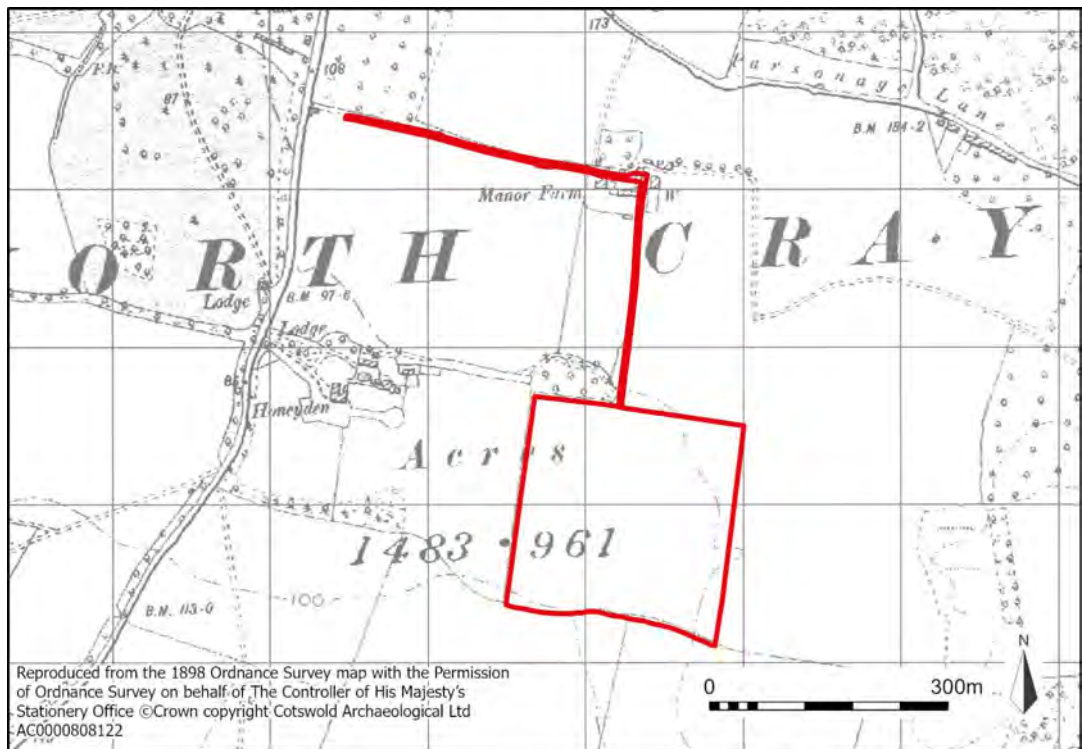 173
108
F.B.
87
Parsonage Lane
B.M. 184·2
Manor Farm
W
NORTH CRAY
Lodge
B.M. 97·6
Lodge
Honeyden
Acres
1483·961
100
B.M. 113·0
Reproduced from the 1898 Ordnance Survey map with the Permission
of Ordnance Survey on behalf of The Controller of His Majesty's
Stationery Office ©Crown copyright Cotswold Archaeological Ltd
AC0000808122
0 300m
N